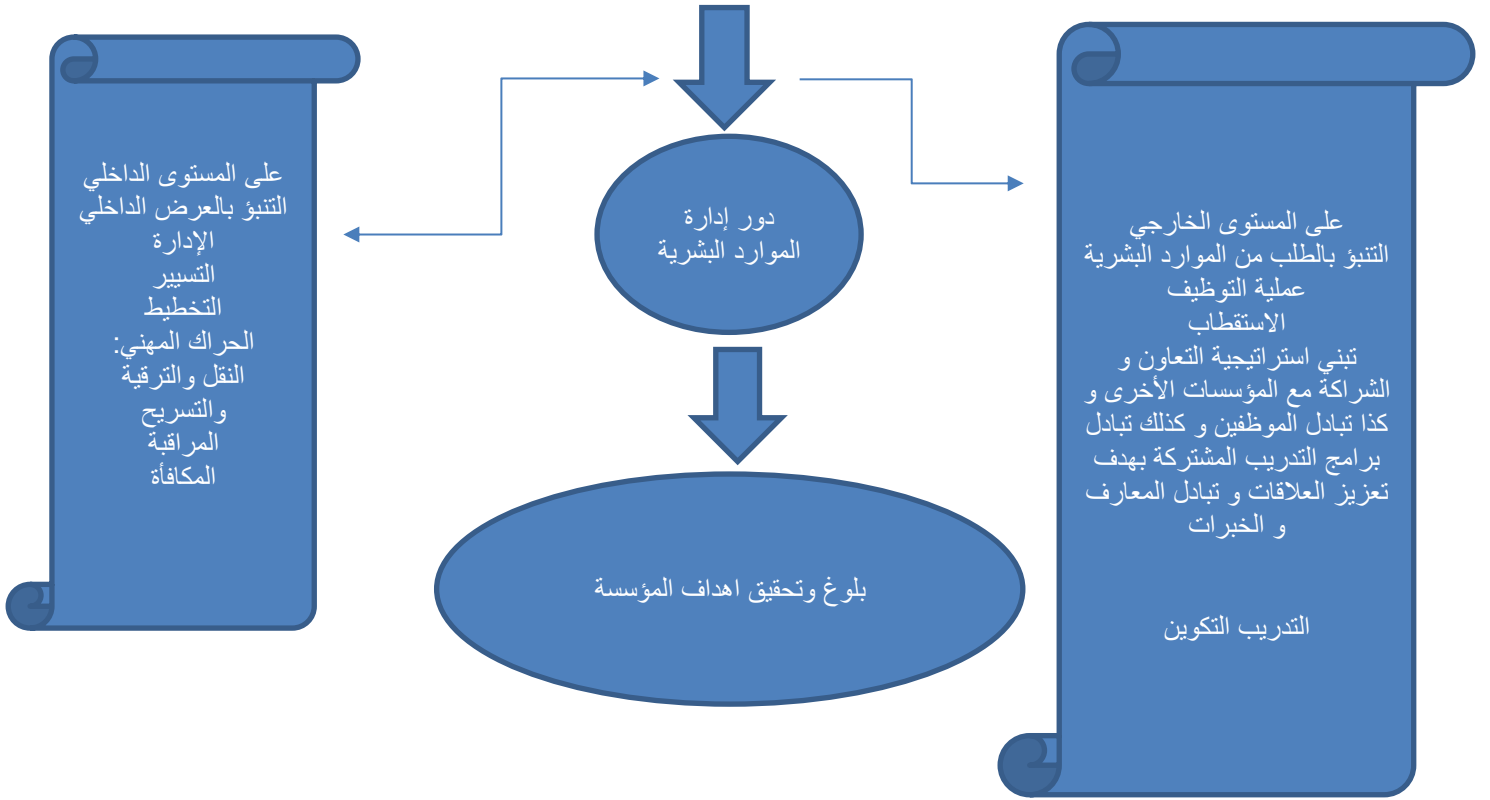 على المستوى الخارجي
التنبؤ بالطلب من الموارد البشرية
عملية التوظيف
الاستقطاب
تبني استراتيجية التعاون و
الشراكة مع المؤسسات الأخرى و
كذا تبادل الموظفين و كذلك تبادل
برامج التدريب المشتركة بهدف
تعزيز العلاقات و تبادل المعارف
و الخبرات
التدريب التكوين
دور إدارة
الموارد البشرية
بلوغ وتحقيق اهداف المؤسسة
على المستوى الداخلي
التنبؤ بالعرض الداخلي
الإدارة
التسيير
التخطيط
الحراك المهني:
النقل والترقية
والتسريح
المراقبة
المكافأة